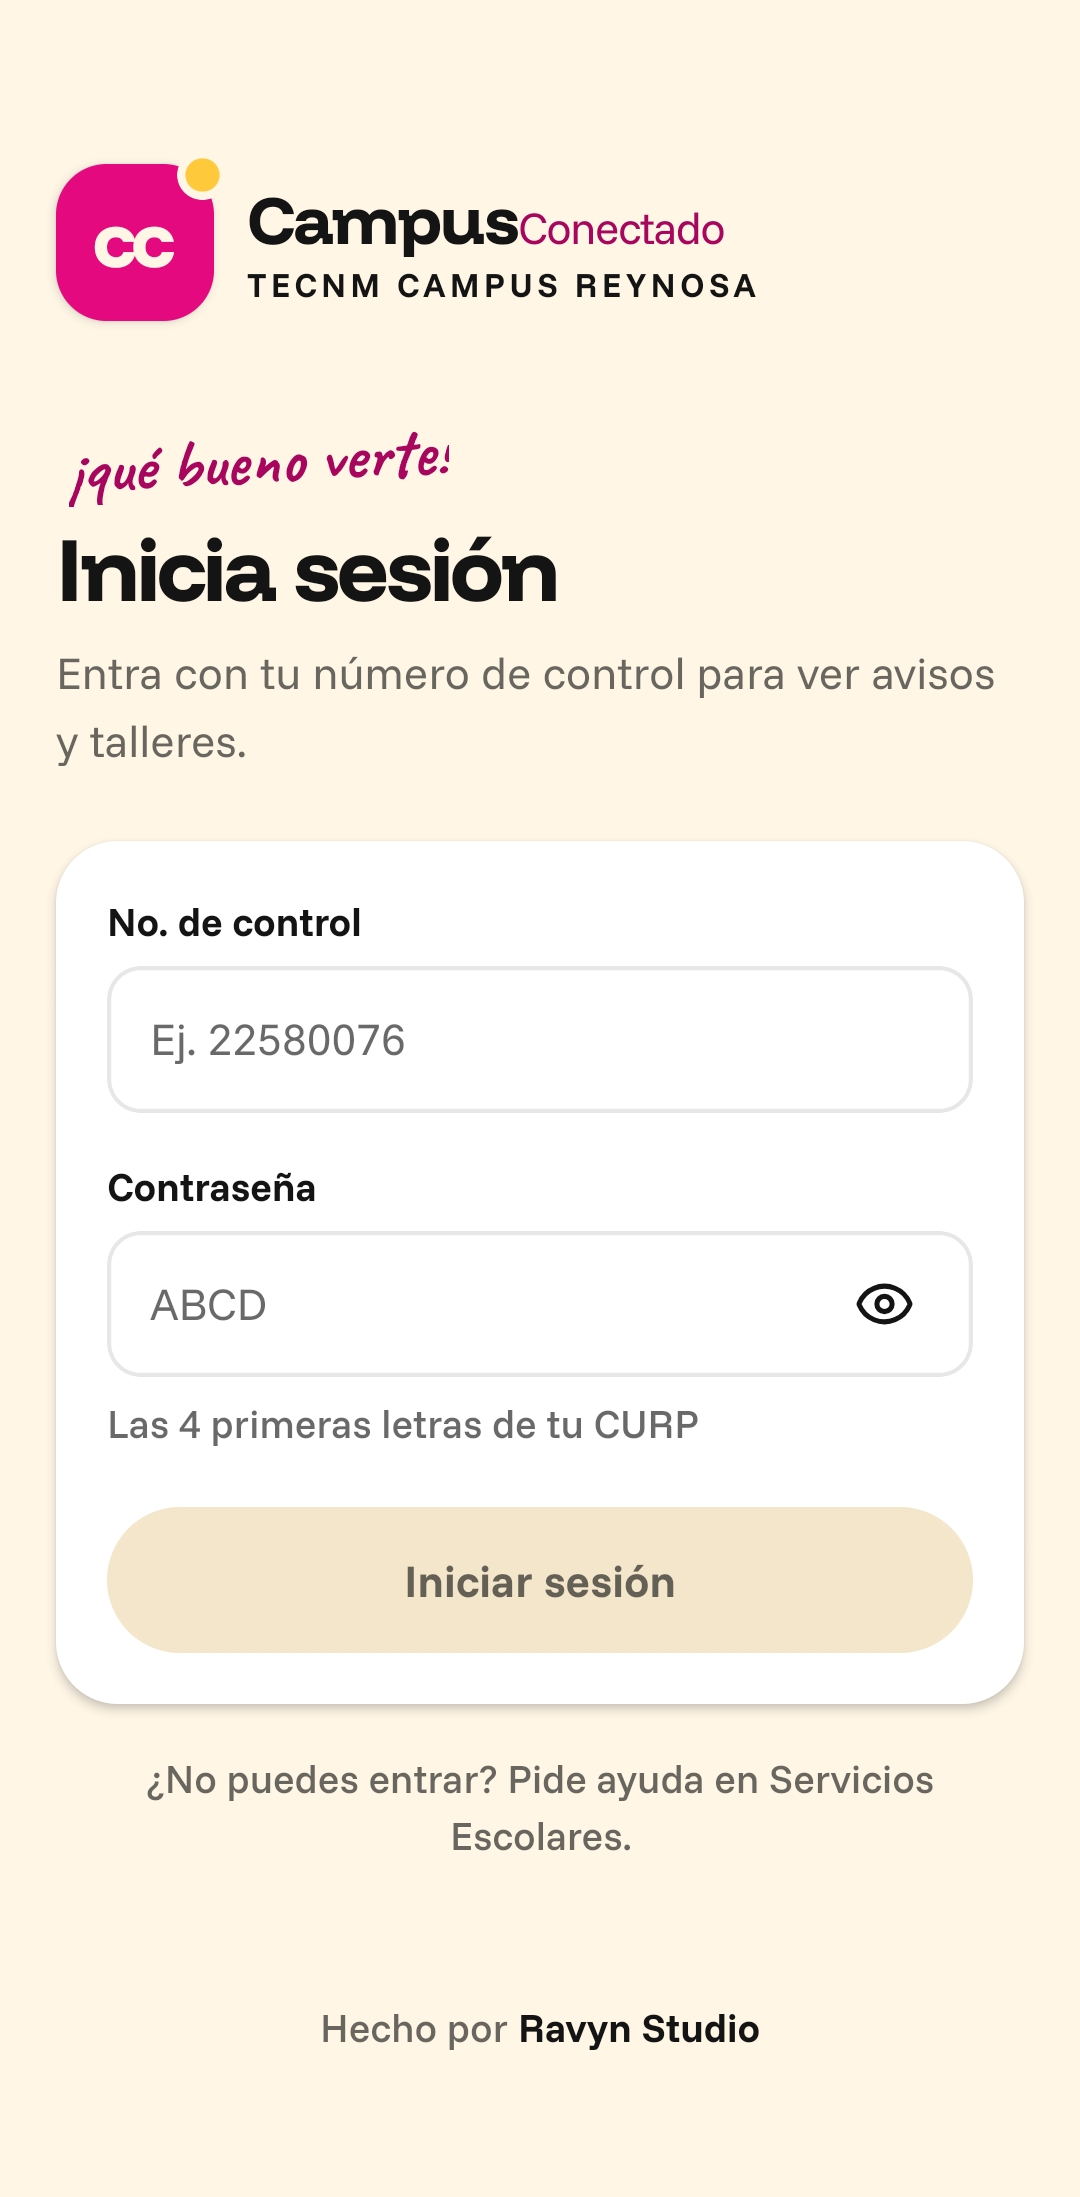 cc
CampusConectado
TECNM CAMPUS REYNOSA
¡qué bueno verte!
Inicia sesión
Entra con tu número de control para ver avisos
y talleres.
No. de control
Ej. 22580076
Contraseña
ABCD
Las 4 primeras letras de tu CURP
Iniciar sesión
¿No puedes entrar? Pide ayuda en Servicios
Escolares.
Hecho por Ravyn Studio